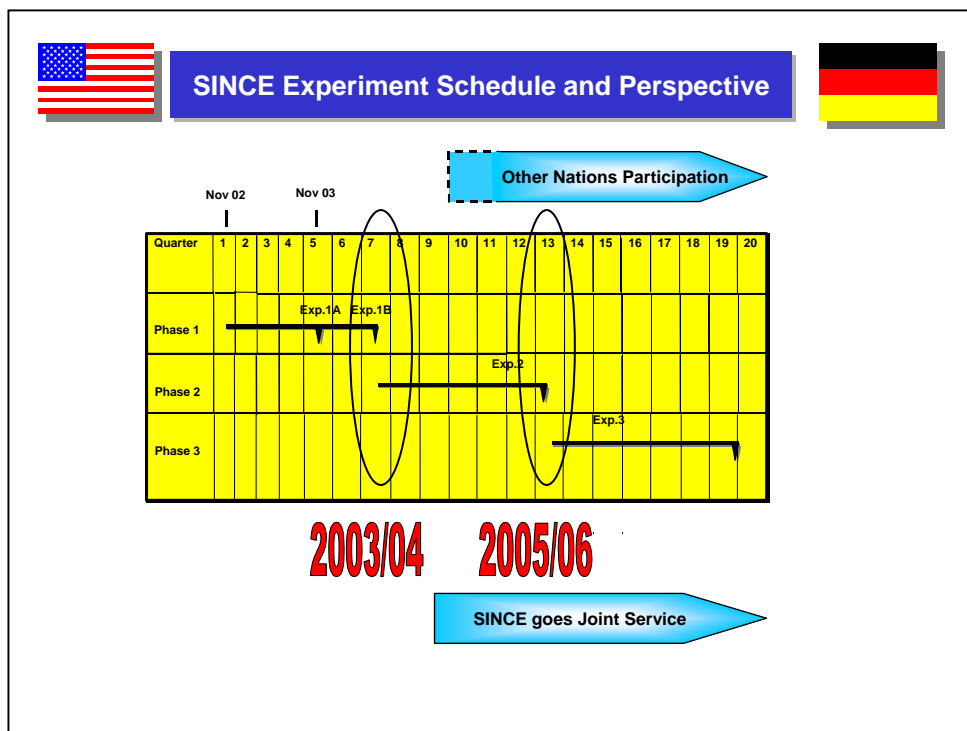 SINCE Experiment Schedule and Perspective
Other Nations Participation
Nov 02 Nov 03
Quarter 1 2 3 4 5 6 7 8 9 10 11 12 13 14 15 16 17 18 19 20
Exp.1A Exp.1B
Phase 1
Exp.2
Phase 2
Exp.3
Phase 3
2003/04 2005/06
SINCE goes Joint Service